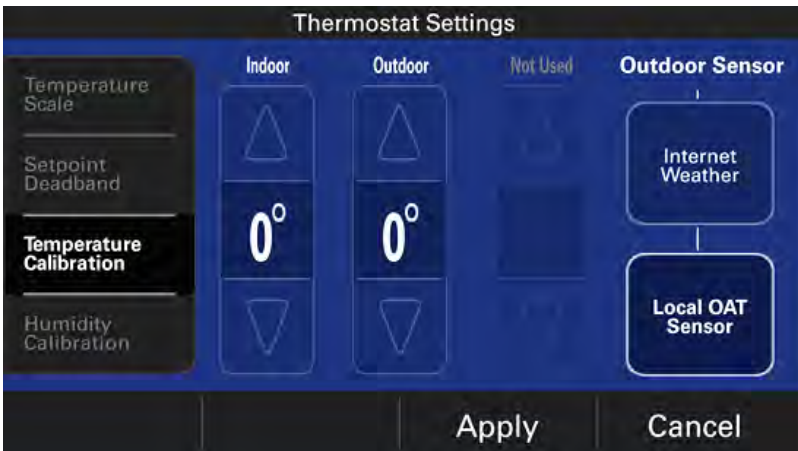 Thermostat Settings
Temperature
Scale
Setpoint
Deadband
Temperature
Calibration
Humidity
Calibration
Indoor
0°
Outdoor
0°
Not Used
Outdoor Sensor
Internet
Weather
Local OAT
Sensor
Apply
Cancel